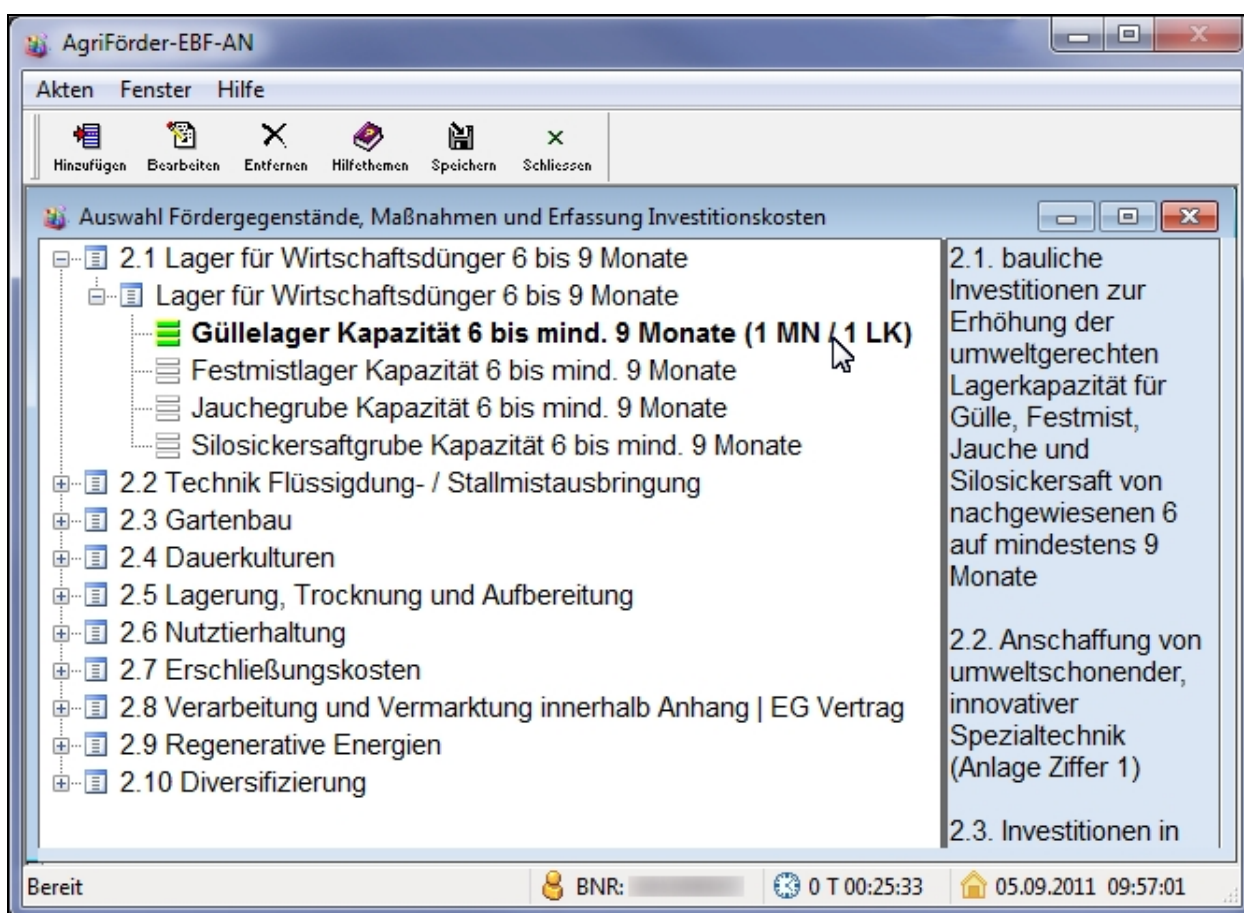 AgriFörder-EBF-AN
Akten Fenster Hilfe
Hinzufügen Bearbeiten Entfernen Hilfethemen Speichern Schliessen
Auswahl Fördergegenstände, Maßnahmen und Erfassung Investitionskosten
2.1 Lager für Wirtschaftsdünger 6 bis 9 Monate
Lager für Wirtschaftsdünger 6 bis 9 Monate
Güllelager Kapazität 6 bis mind. 9 Monate (1 MN / 1 LK)
Festmistlager Kapazität 6 bis mind. 9 Monate
Jauchegrube Kapazität 6 bis mind. 9 Monate
Silosickersaftgrube Kapazität 6 bis mind. 9 Monate
2.2 Technik Flüssigdung- / Stallmistausbringung
2.3 Gartenbau
2.4 Dauerkulturen
2.5 Lagerung, Trocknung und Aufbereitung
2.6 Nutztierhaltung
2.7 Erschließungskosten
2.8 Verarbeitung und Vermarktung innerhalb Anhang | EG Vertrag
2.9 Regenerative Energien
2.10 Diversifizierung
2.1. bauliche
Investitionen zur
Erhöhung der
umweltgerechten
Lagerkapazität für
Gülle, Festmist,
Jauche und
Silosickersaft von
nachgewiesenen 6
auf mindestens 9
Monate
2.2. Anschaffung von
umweltschonender,
innovativer
Spezialtechnik
(Anlage Ziffer 1)
2.3. Investitionen in
Bereit BNR: 0 T 00:25:33 05.09.2011 09:57:01